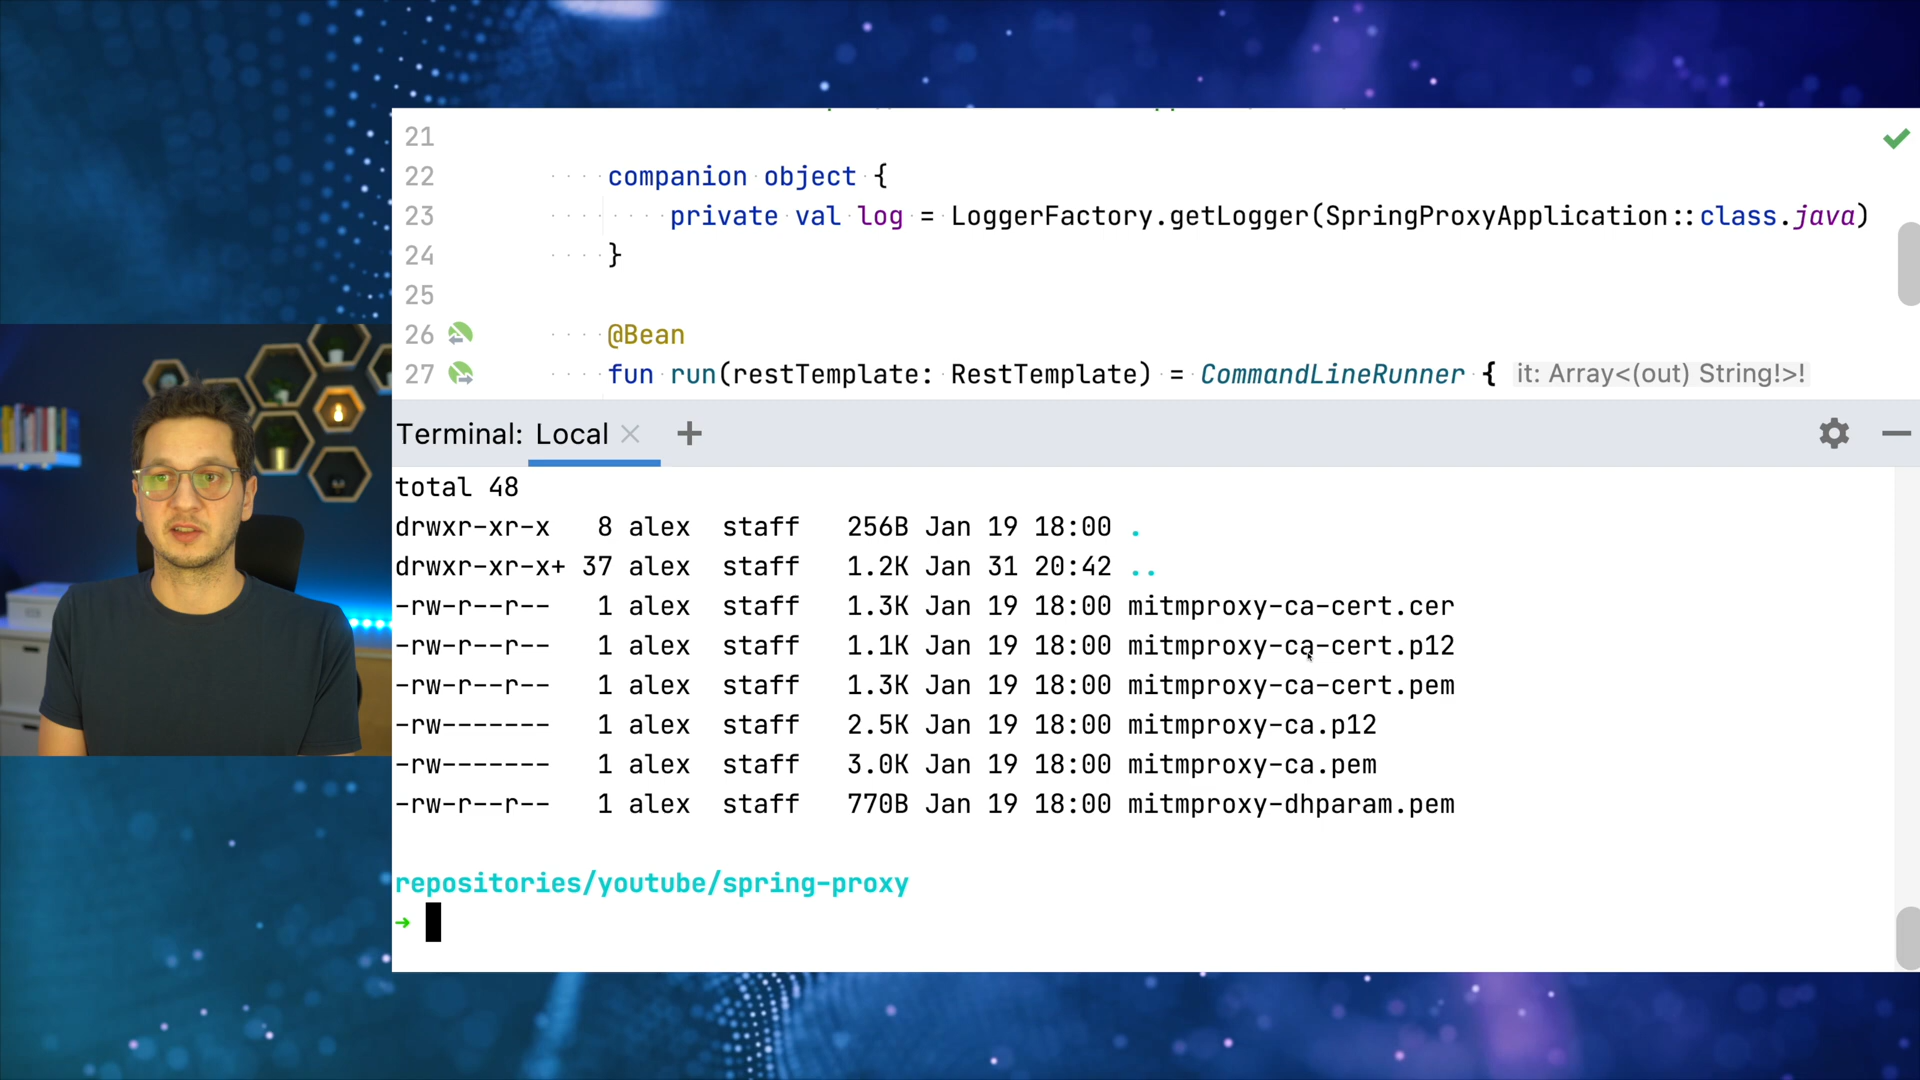 21
22 companion object {
23 private val log = LoggerFactory.getLogger(SpringProxyApplication::class.java)
24 }
25
26 @Bean
27 fun run(restTemplate: RestTemplate) = CommandLineRunner { it: Array<(out) String!>!
Terminal: Local × +
total 48
drwxr-xr-x 8 alex staff 256B Jan 19 18:00 .
drwxr-xr-x+ 37 alex staff 1.2K Jan 31 20:42 ..
-rw-r--r-- 1 alex staff 1.3K Jan 19 18:00 mitmproxy-ca-cert.cer
-rw-r--r-- 1 alex staff 1.1K Jan 19 18:00 mitmproxy-ca-cert.p12
-rw-r--r-- 1 alex staff 1.3K Jan 19 18:00 mitmproxy-ca-cert.pem
-rw------- 1 alex staff 2.5K Jan 19 18:00 mitmproxy-ca.p12
-rw------- 1 alex staff 3.0K Jan 19 18:00 mitmproxy-ca.pem
-rw-r--r-- 1 alex staff 770B Jan 19 18:00 mitmproxy-dhparam.pem
repositories/youtube/spring-proxy
➜